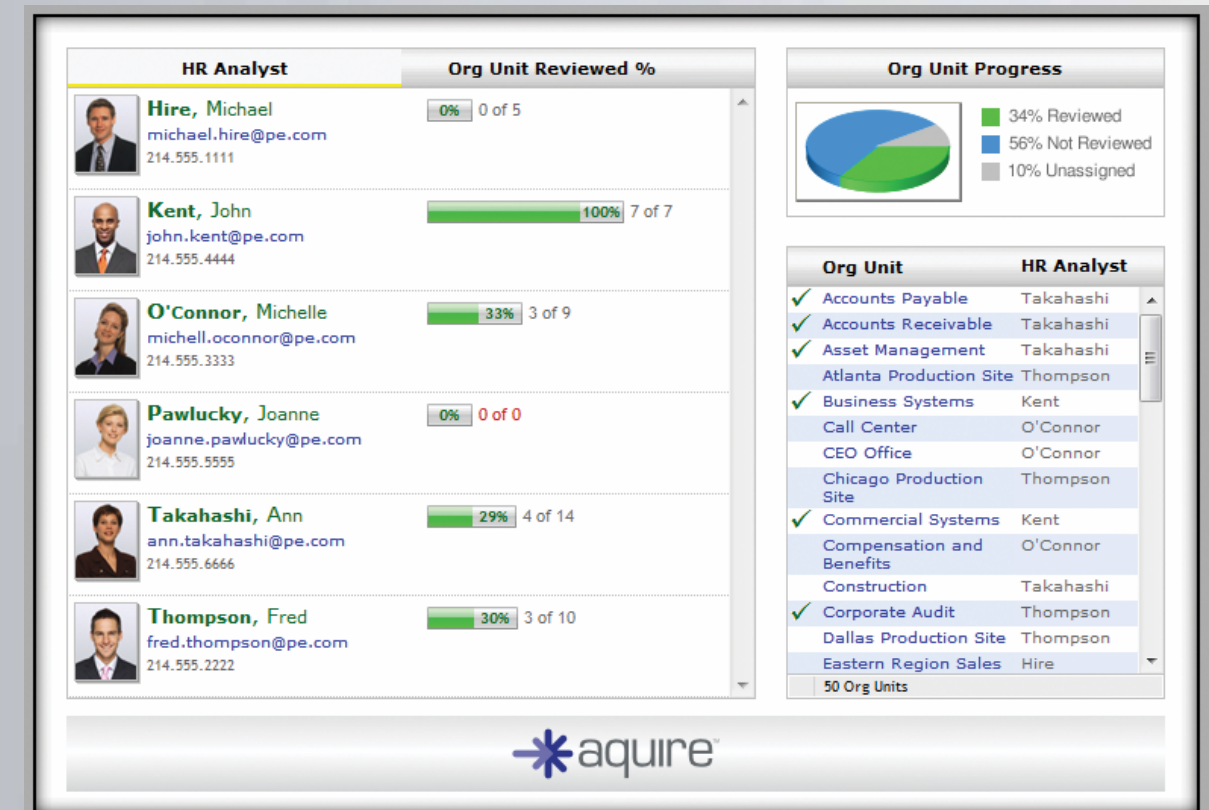 HR Analyst
Org Unit Reviewed %
Hire, Michael
michael.hire@pe.com
214.555.1111
0% 0 of 5
Kent, John
john.kent@pe.com
214.555.4444
100% 7 of 7
O'Connor, Michelle
michell.oconnor@pe.com
214.555.3333
33% 3 of 9
Pawlucky, Joanne
joanne.pawlucky@pe.com
214.555.5555
0% 0 of 0
Takahashi, Ann
ann.takahashi@pe.com
214.555.6666
29% 4 of 14
Thompson, Fred
fred.thompson@pe.com
214.555.2222
30% 3 of 10
Org Unit Progress
34% Reviewed
56% Not Reviewed
10% Unassigned
Org Unit HR Analyst
Accounts Payable Takahashi
Accounts Receivable Takahashi
Asset Management Takahashi
Atlanta Production Site Thompson
Business Systems Kent
Call Center O'Connor
CEO Office O'Connor
Chicago Production Thompson
Site
Commercial Systems Kent
Compensation and O'Connor
Benefits
Construction Takahashi
Corporate Audit Thompson
Dallas Production Site Thompson
Eastern Region Sales Hire
50 Org Units
aquire™